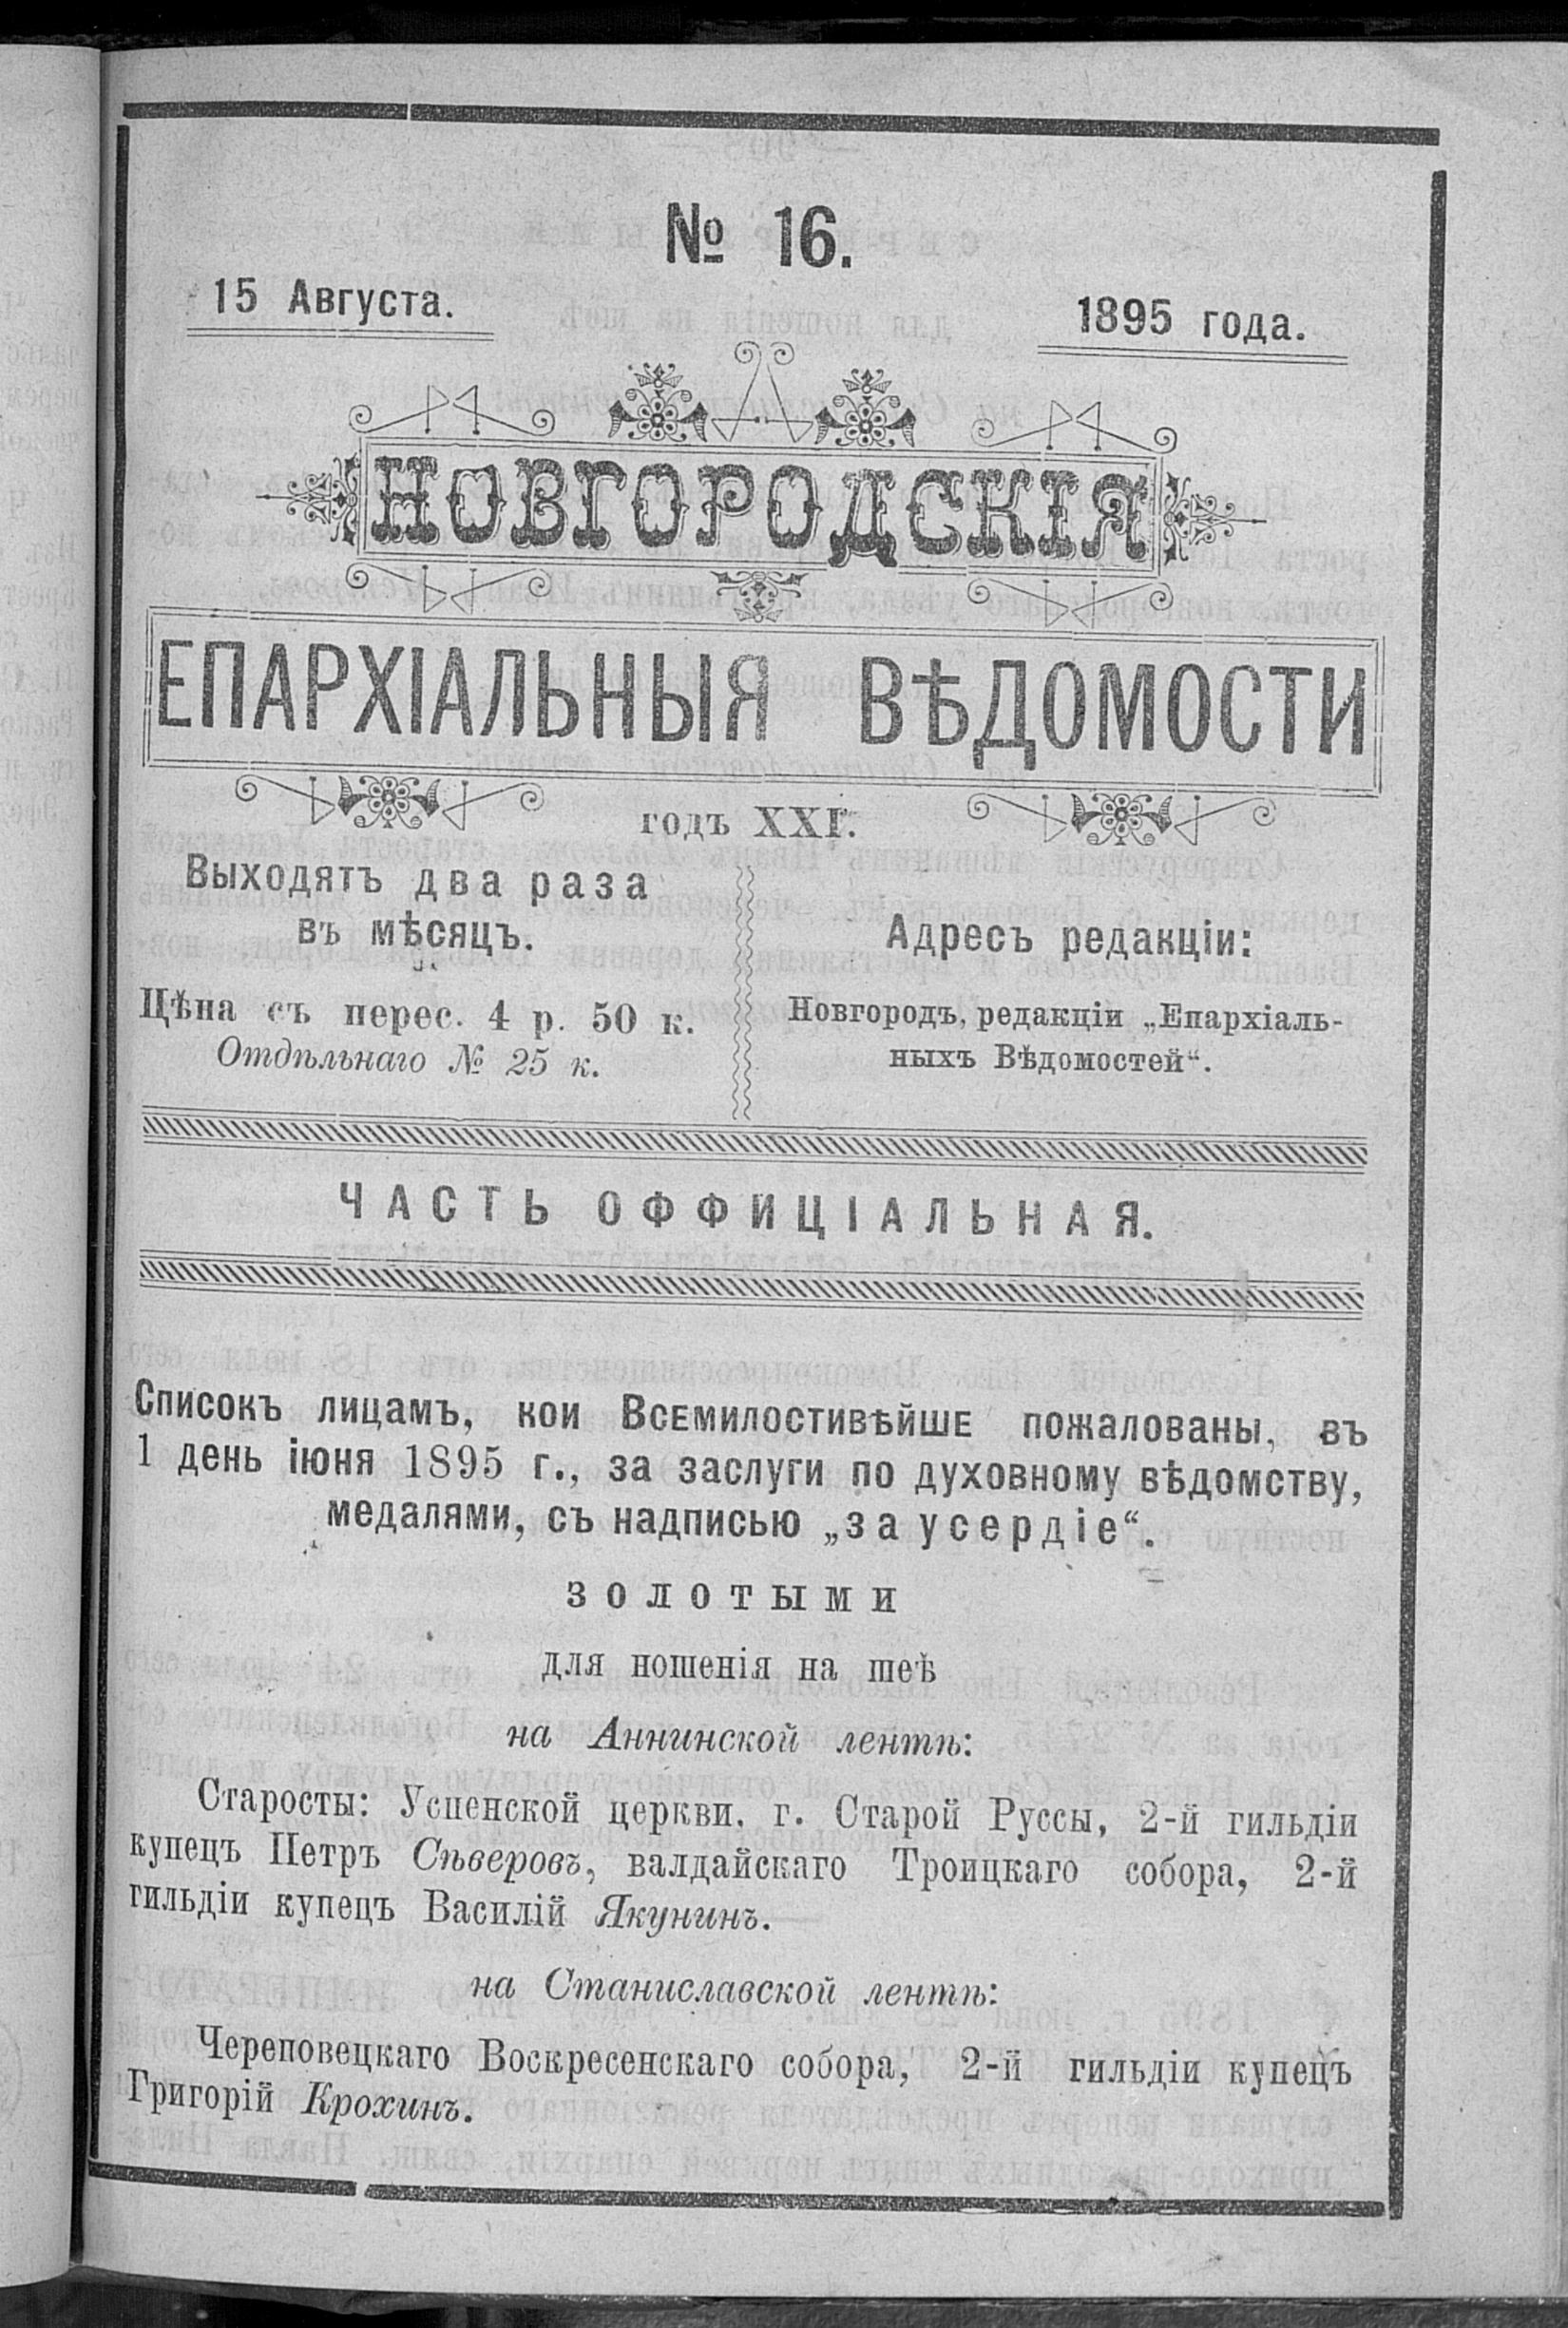 № 16.
15 Августа.
1895 года.
НОВГОРОДСКІЯ
ЕПАРХІАЛЬНЫЯ ВѢДОМОСТИ
годъ XXI.
Выходятъ два раза
въ мѣсяцъ.
Цѣна съ перес. 4 р. 50 к.
Отдѣльнаго № 25 к.
Адресъ редакціи:
Новгородъ, редакціи „Епархіаль-
ныхъ Вѣдомостей“.
ЧАСТЬ ОФФИЦІАЛЬНАЯ.
Списокъ лицамъ, кои Всемилостивѣйше пожалованы, въ
1 день іюня 1895 г., за заслуги по духовному вѣдомству,
медалями, съ надписью „за усердіе“.
золотыми
для ношенія на шеѣ
на Аннинской лентѣ:
Старосты: Успенской церкви, г. Старой Руссы, 2-й гильдіи
купецъ Петръ Сѣверовъ, валдайскаго Троицкаго собора, 2-й
гильдіи купецъ Василій Якунинъ.
на Станиславской лентѣ:
Череповецкаго Воскресенскаго собора, 2-й гильдіи купецъ
Григорій Крохинъ.